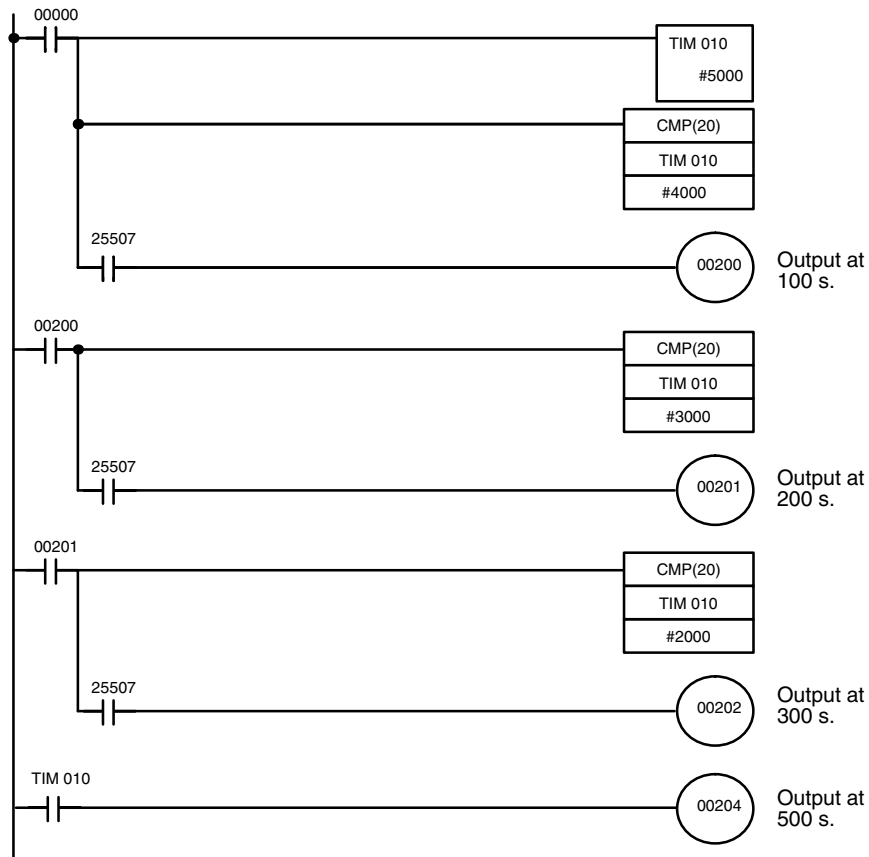 00000
TIM 010
#5000
CMP(20)
TIM 010
#4000
25507
00200
Output at
100 s.
00200
CMP(20)
TIM 010
#3000
25507
00201
Output at
200 s.
00201
CMP(20)
TIM 010
#2000
25507
00202
Output at
300 s.
TIM 010
00204
Output at
500 s.